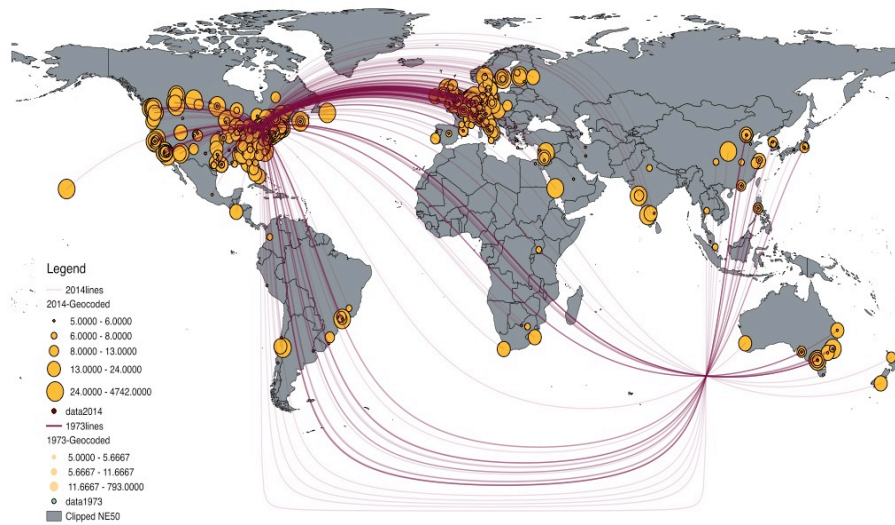 Legend
2014lines
2014-Geocoded
5.0000 - 6.0000
6.0000 - 8.0000
8.0000 - 13.0000
13.0000 - 24.0000
24.0000 - 4742.0000
data2014
1973lines
1973-Geocoded
5.0000 - 5.6667
5.6667 - 11.6667
11.6667 - 793.0000
data1973
Clipped NE50